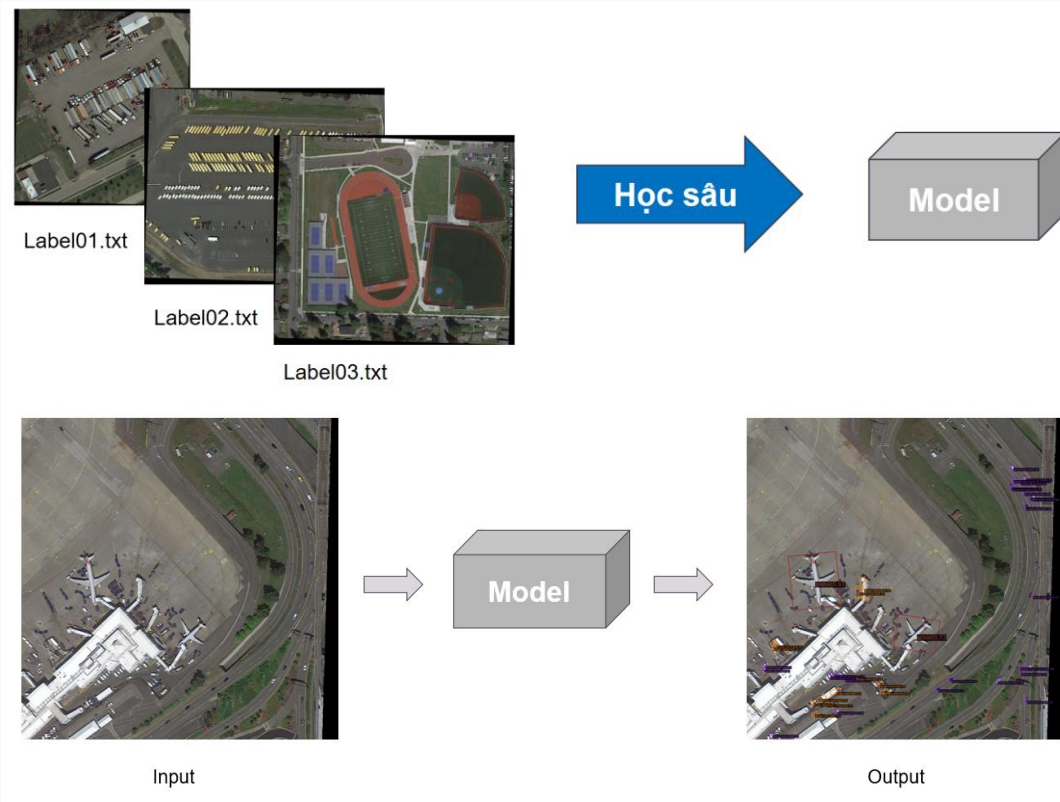 Label01.txt
Label02.txt
Label03.txt
Học sâu
Model
Model
Input
Output